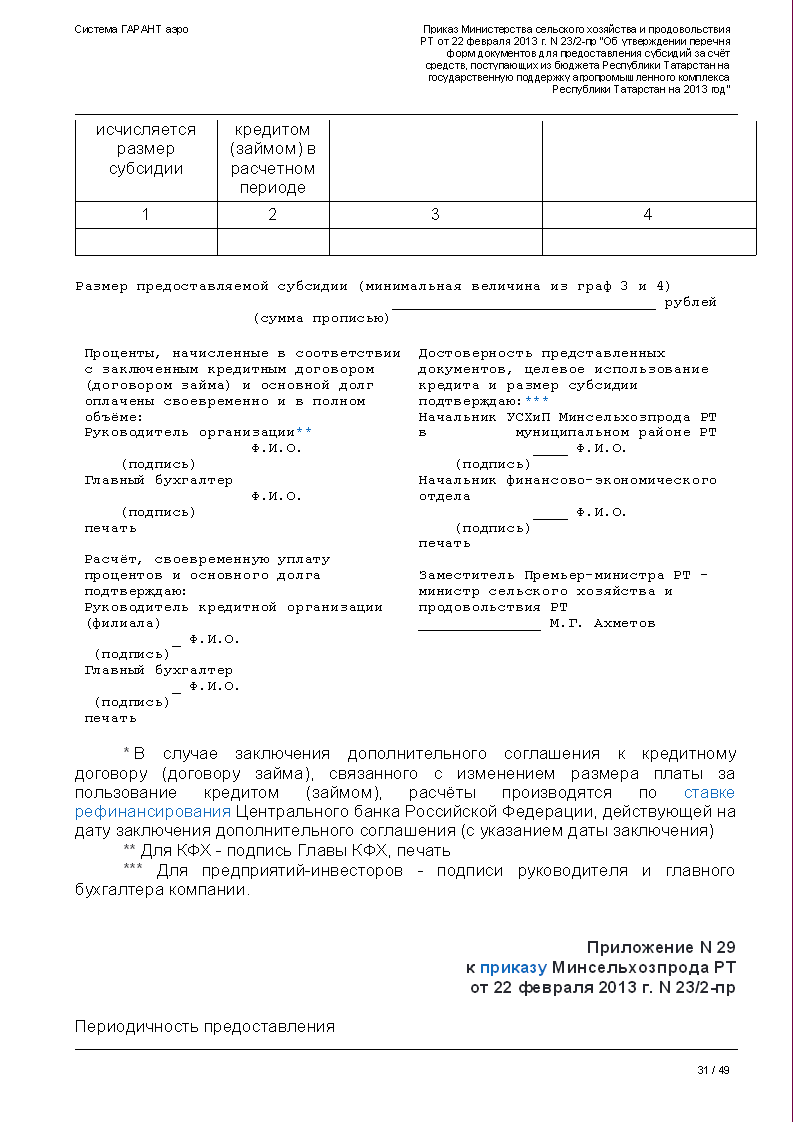 Система ГАРАНТ аэро
Приказ Министерства сельского хозяйства и продовольствия
РТ от 22 февраля 2013 г. N 23/2-пр "Об утверждении перечня
форм документов для предоставления субсидий за счёт
средств, поступающих из бюджета Республики Татарстан на
государственную поддержку агропромышленного комплекса
Республики Татарстан на 2013 год"
исчисляется
размер
субсидии
кредитом
(займом) в
расчетном
периоде
1 2 3 4
Размер предоставляемой субсидии (минимальная величина из граф 3 и 4)
______________________________ рублей
(сумма прописью)
Проценты, начисленные в соответствии
с заключенным кредитным договором
(договором займа) и основной долг
оплачены своевременно и в полном
объёме:
Руководитель организации**
Ф.И.О.
(подпись)
Главный бухгалтер
Ф.И.О.
(подпись)
печать
Расчёт, своевременную уплату
процентов и основного долга
подтверждаю:
Руководитель кредитной организации
(филиала)
_ Ф.И.О.
(подпись)
Главный бухгалтер
_ Ф.И.О.
(подпись)
печать
Достоверность представленных
документов, целевое использование
кредита и размер субсидии
подтверждаю:***
Начальник УСХиП Минсельхозпрода РТ
в муниципальном районе РТ
____ Ф.И.О.
(подпись)
Начальник финансово-экономического
отдела
____ Ф.И.О.
(подпись)
печать
Заместитель Премьер-министра РТ -
министр сельского хозяйства и
продовольствия РТ
______________ М.Г. Ахметов
* В случае заключения дополнительного соглашения к кредитному
договору (договору займа), связанного с изменением размера платы за
пользование кредитом (займом), расчёты производятся по ставке
рефинансирования Центрального банка Российской Федерации, действующей на
дату заключения дополнительного соглашения (с указанием даты заключения)
** Для КФХ - подпись Главы КФХ, печать
*** Для предприятий-инвесторов - подписи руководителя и главного
бухгалтера компании.
Приложение N 29
к приказу Минсельхозпрода РТ
от 22 февраля 2013 г. N 23/2-пр
Периодичность предоставления
31 / 49